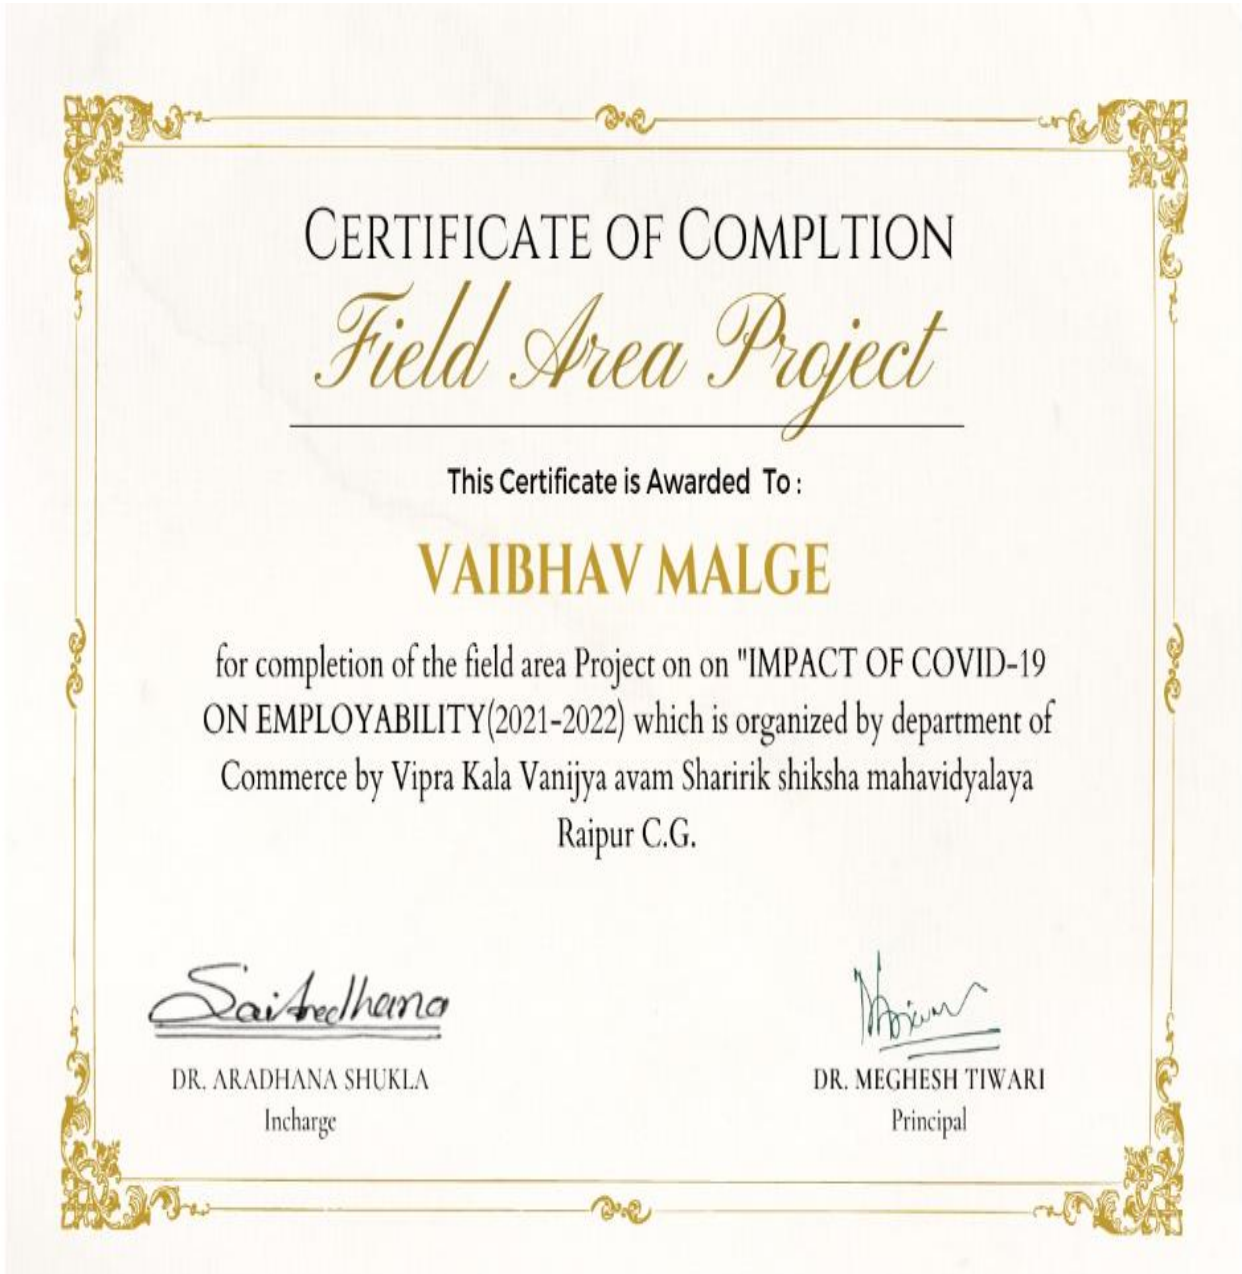 CERTIFICATE OF COMPLTION
Field Area Project
This Certificate is Awarded To :
VAIBHAV MALGE
for completion of the field area Project on on "IMPACT OF COVID-19
ON EMPLOYABILITY(2021-2022) which is organized by department of
Commerce by Vipra Kala Vanijya avam Sharirik shiksha mahavidyalaya
Raipur C.G.
DR. ARADHANA SHUKLA
Incharge
DR. MEGHESH TIWARI
Principal